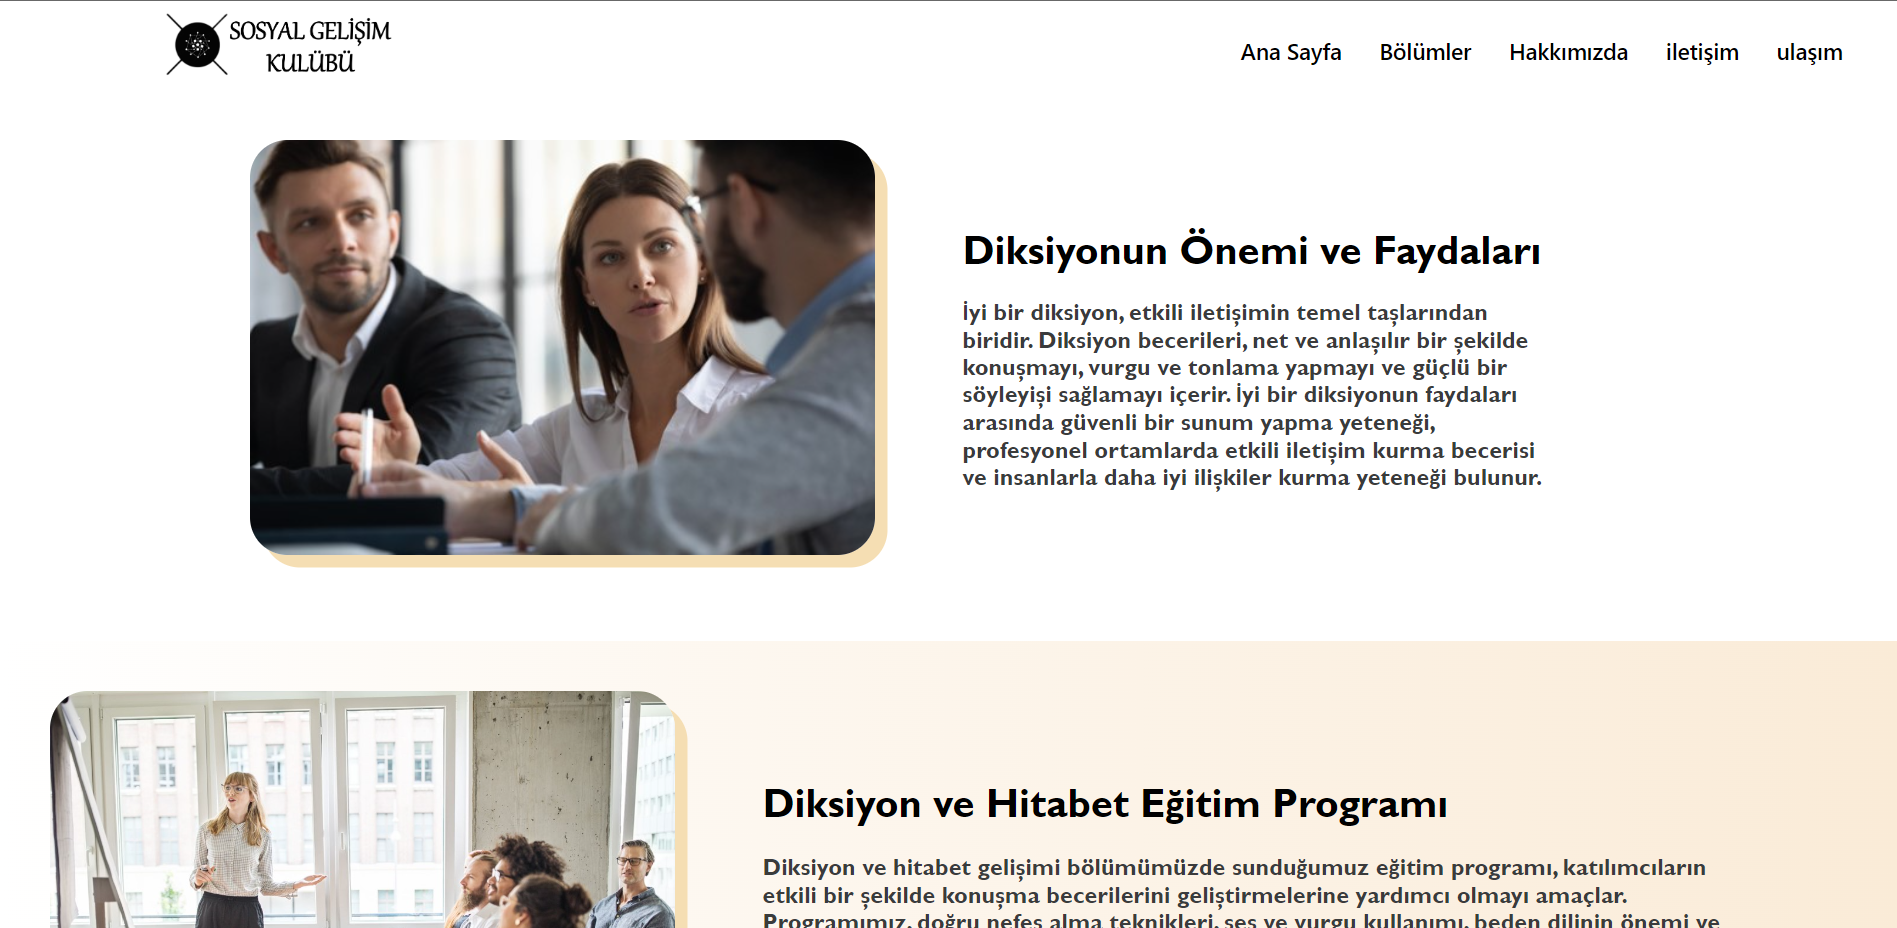 SOSYAL GELİŞİM
KULÜBÜ
Ana Sayfa Bölümler Hakkımızda iletişim ulaşım
Diksiyonun Önemi ve Faydaları
İyi bir diksiyon, etkili iletişimin temel taşlarından
biridir. Diksiyon becerileri, net ve anlaşılır bir şekilde
konuşmayı, vurgu ve tonlama yapmayı ve güçlü bir
söyleyişi sağlamayı içerir. İyi bir diksiyonun faydaları
arasında güvenli bir sunum yapma yeteneği,
profesyonel ortamlarda etkili iletişim kurma becerisi
ve insanlarla daha iyi ilişkiler kurma yeteneği bulunur.
Diksiyon ve Hitabet Eğitim Programı
Diksiyon ve hitabet gelişimi bölümümüzde sunduğumuz eğitim programı, katılımcıların
etkili bir şekilde konuşma becerilerini geliştirmelerine yardımcı olmayı amaçlar.
Programımız, doğru nefes alma teknikleri, ses ve vurgu kullanımı, beden dilinin önemi ve